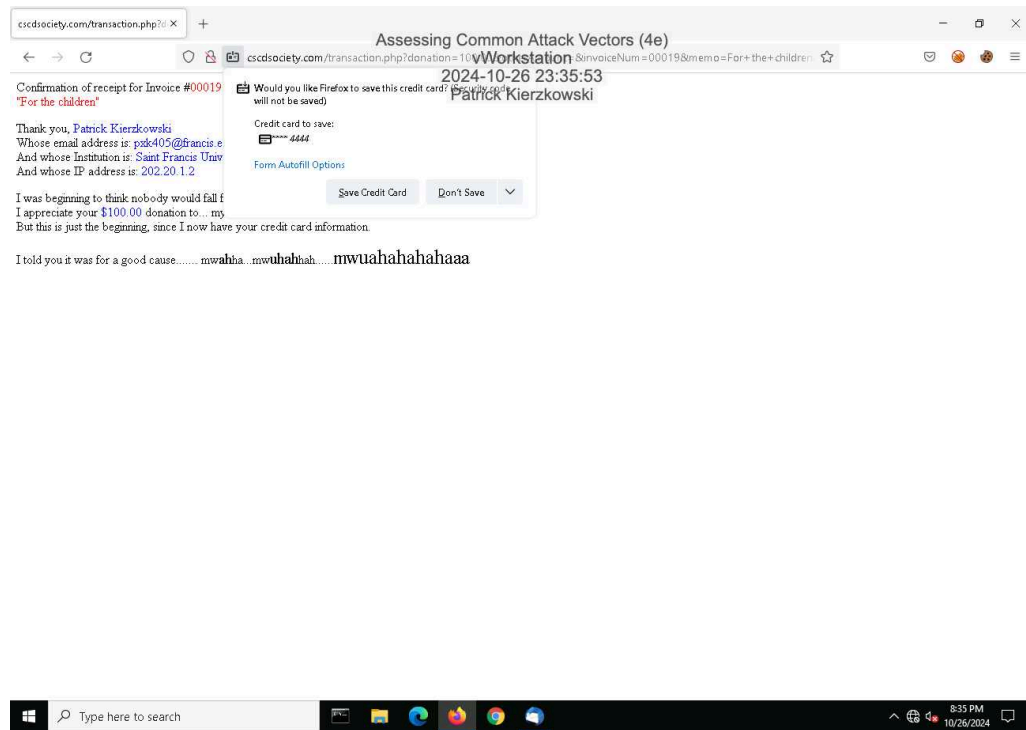 cscdsociety.com/transaction.php?d
Assessing Common Attack Vectors (4e)
cscdsociety.com/transaction.php?donation=10 &invoiceNum=00019&memo=For+the+children
vWorkstation
2024-10-26 23:35:53
Patrick Kierzkowski
Confirmation of receipt for Invoice #00019
"For the children"
Thank you, Patrick Kierzkowski
Whose email address is: pxk405@francis.e
And whose Institution is: Saint Francis Univ
And whose IP address is: 202.20.1.2
I was beginning to think nobody would fall f
I appreciate your $100.00 donation to... my
But this is just the beginning, since I now have your credit card information.
I told you it was for a good cause....... mwahha...mwuhahhah......mwuahahahahaaa
Would you like Firefox to save this credit card? (Security code
will not be saved)
Credit card to save:
**** 4444
Form Autofill Options
Save Credit Card
Don't Save
Type here to search
8:35 PM
10/26/2024